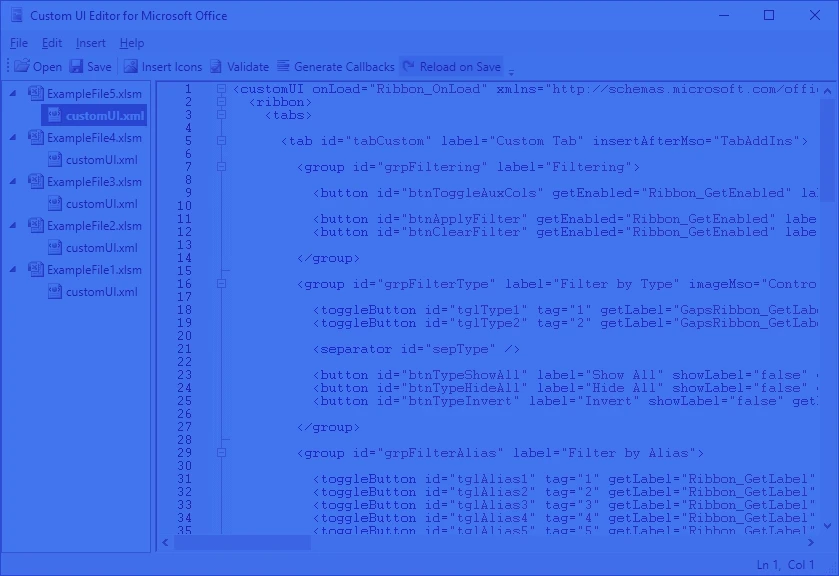 Custom UI Editor for Microsoft Office
File Edit Insert Help
Open Save Insert Icons Validate Generate Callbacks Reload on Save
ExampleFile5.xlsm
customUI.xml
ExampleFile4.xlsm
customUI.xml
ExampleFile3.xlsm
customUI.xml
ExampleFile2.xlsm
customUI.xml
ExampleFile1.xlsm
customUI.xml
1 <customUI onLoad="Ribbon_OnLoad" xmlns="http://schemas.microsoft.com/offi
2 <ribbon>
3 <tabs>
4
5 <tab id="tabCustom" label="Custom Tab" insertAfterMso="TabAddIns">
6
7 <group id="grpFiltering" label="Filtering">
8
9 <button id="btnToggleAuxCols" getEnabled="Ribbon_GetEnabled" la
10
11 <button id="btnApplyFilter" getEnabled="Ribbon_GetEnabled" labe
12 <button id="btnClearFilter" getEnabled="Ribbon_GetEnabled" labe
13
14 </group>
15
16 <group id="grpFilterType" label="Filter by Type" imageMso="Contro
17
18 <toggleButton id="tglType1" tag="1" getLabel="GapsRibbon_GetLab
19 <toggleButton id="tglType2" tag="2" getLabel="GapsRibbon_GetLab
20
21 <separator id="sepType" />
22
23 <button id="btnTypeShowAll" label="Show All" showLabel="false"
24 <button id="btnTypeHideAll" label="Hide All" showLabel="false"
25 <button id="btnTypeInvert" label="Invert" showLabel="false" get
26
27 </group>
28
29 <group id="grpFilterAlias" label="Filter by Alias">
30
31 <toggleButton id="tglAlias1" tag="1" getLabel="Ribbon_GetLabel"
32 <toggleButton id="tglAlias2" tag="2" getLabel="Ribbon_GetLabel"
33 <toggleButton id="tglAlias3" tag="3" getLabel="Ribbon_GetLabel"
34 <toggleButton id="tglAlias4" tag="4" getLabel="Ribbon_GetLabel"
35 <toggleButton id="tglAlias5" tag="5" getLabel="Ribbon_GetLabel"
Ln 1, Col 1